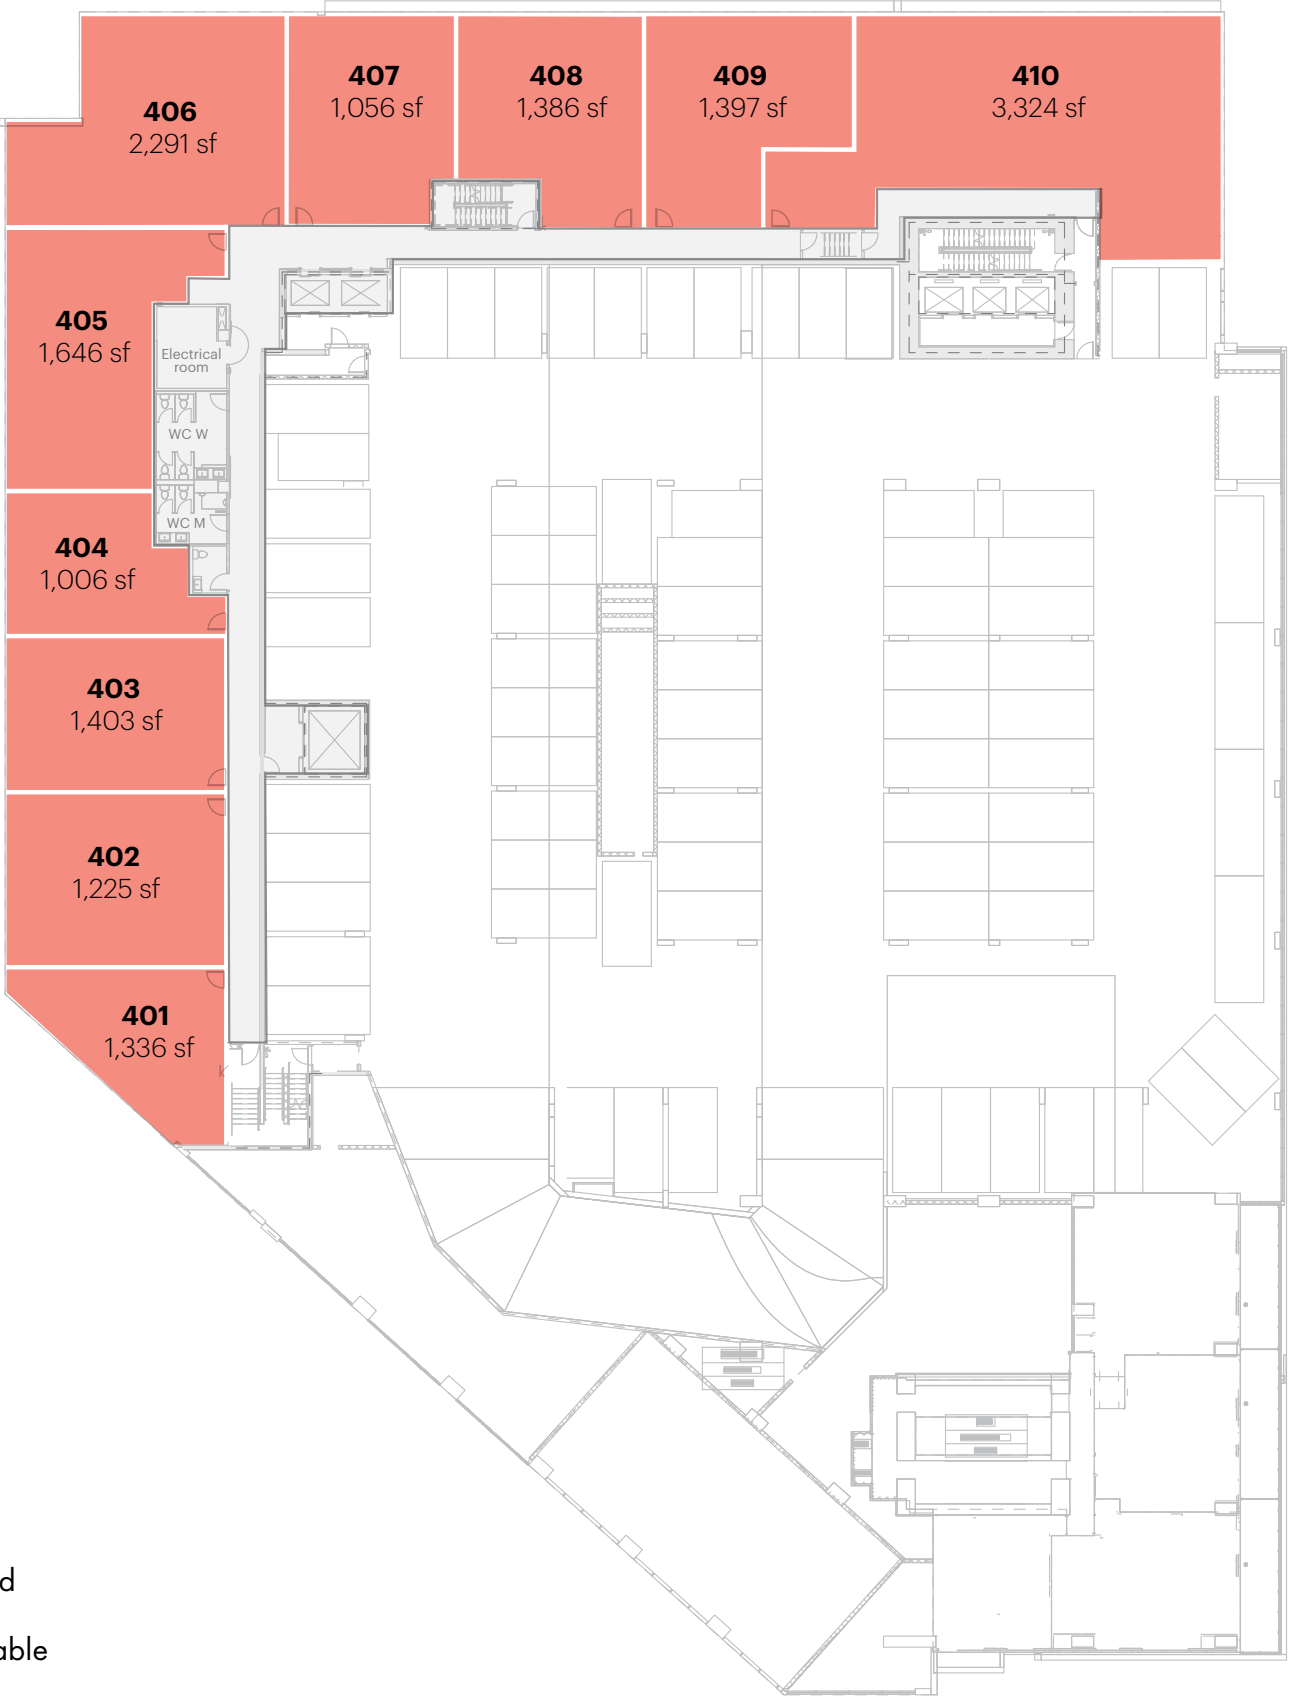 406
2,291 sf
407
1,056 sf
408
1,386 sf
409
1,397 sf
410
3,324 sf
405
1,646 sf
Electrical
room
WC W
WC M
404
1,006 sf
403
1,403 sf
402
1,225 sf
401
1,336 sf
d
able